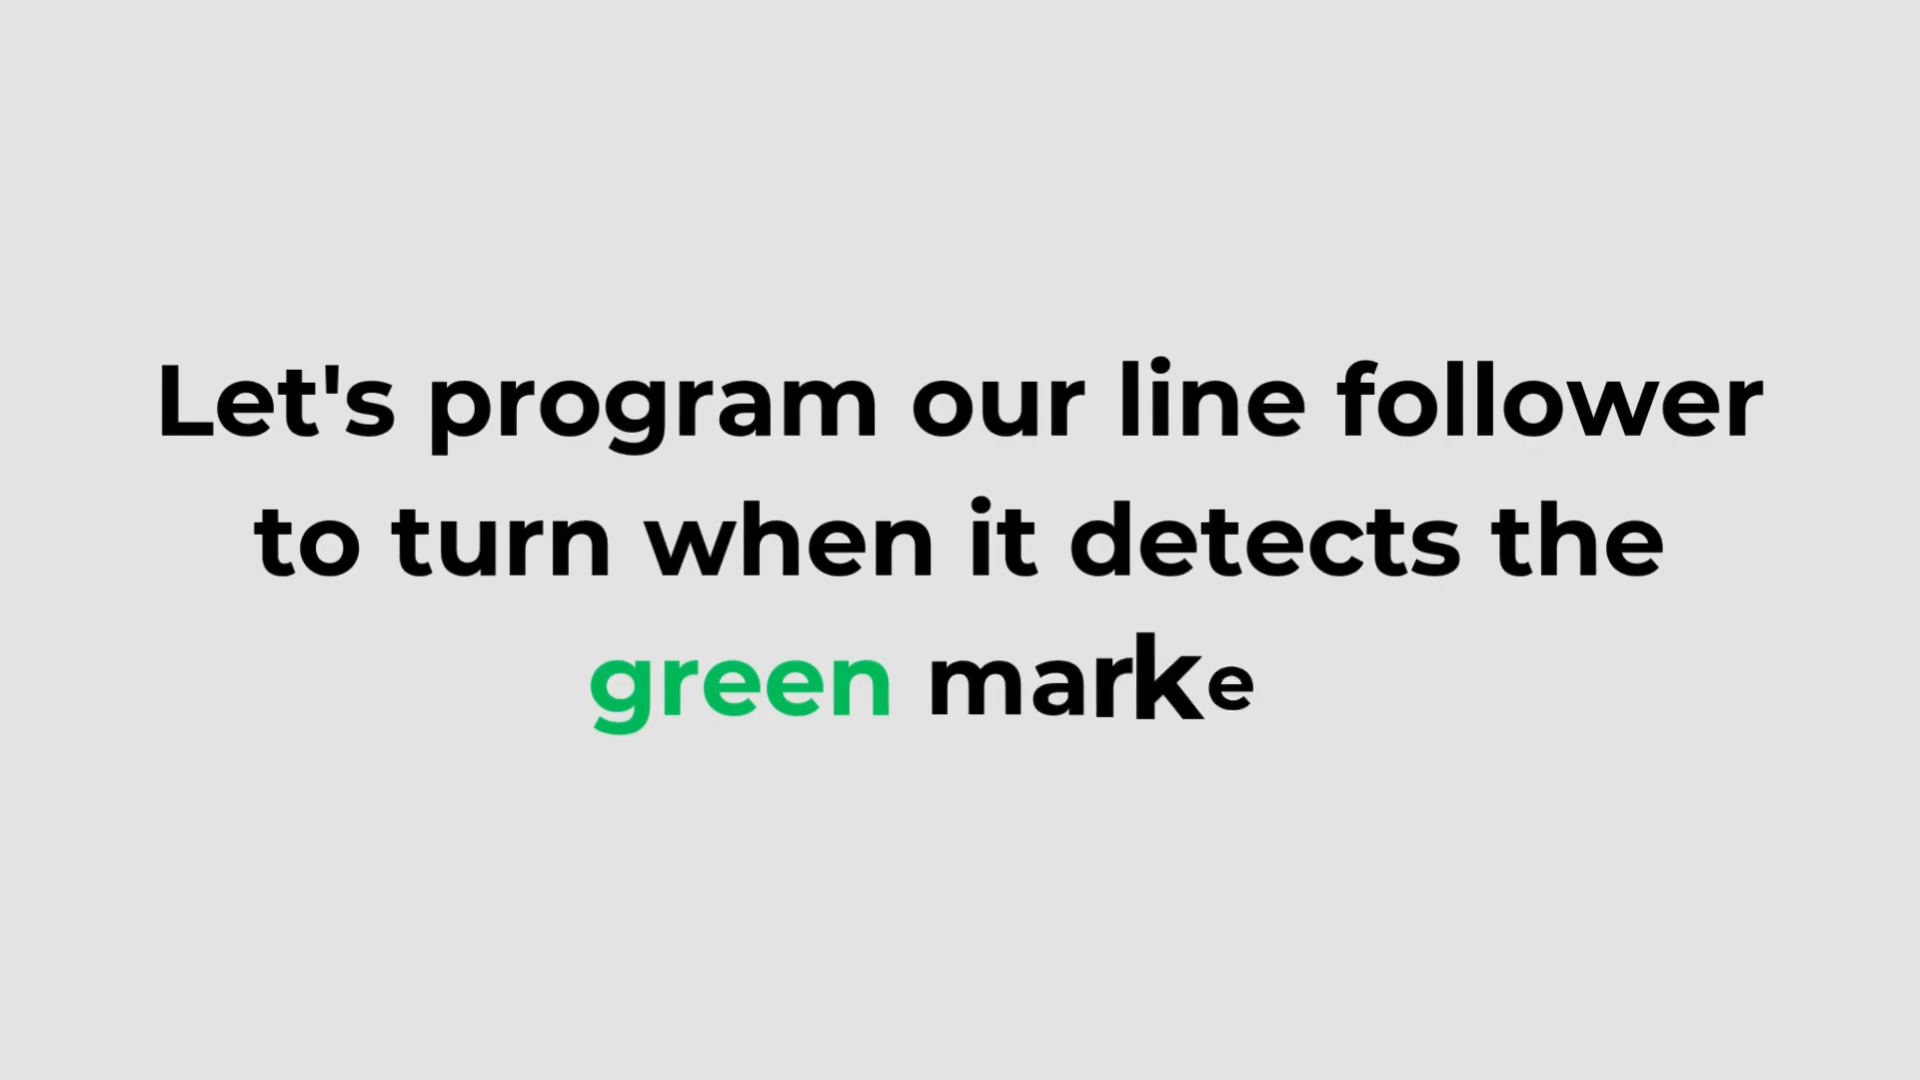 Let's program our line follower
to turn when it detects the
green marke